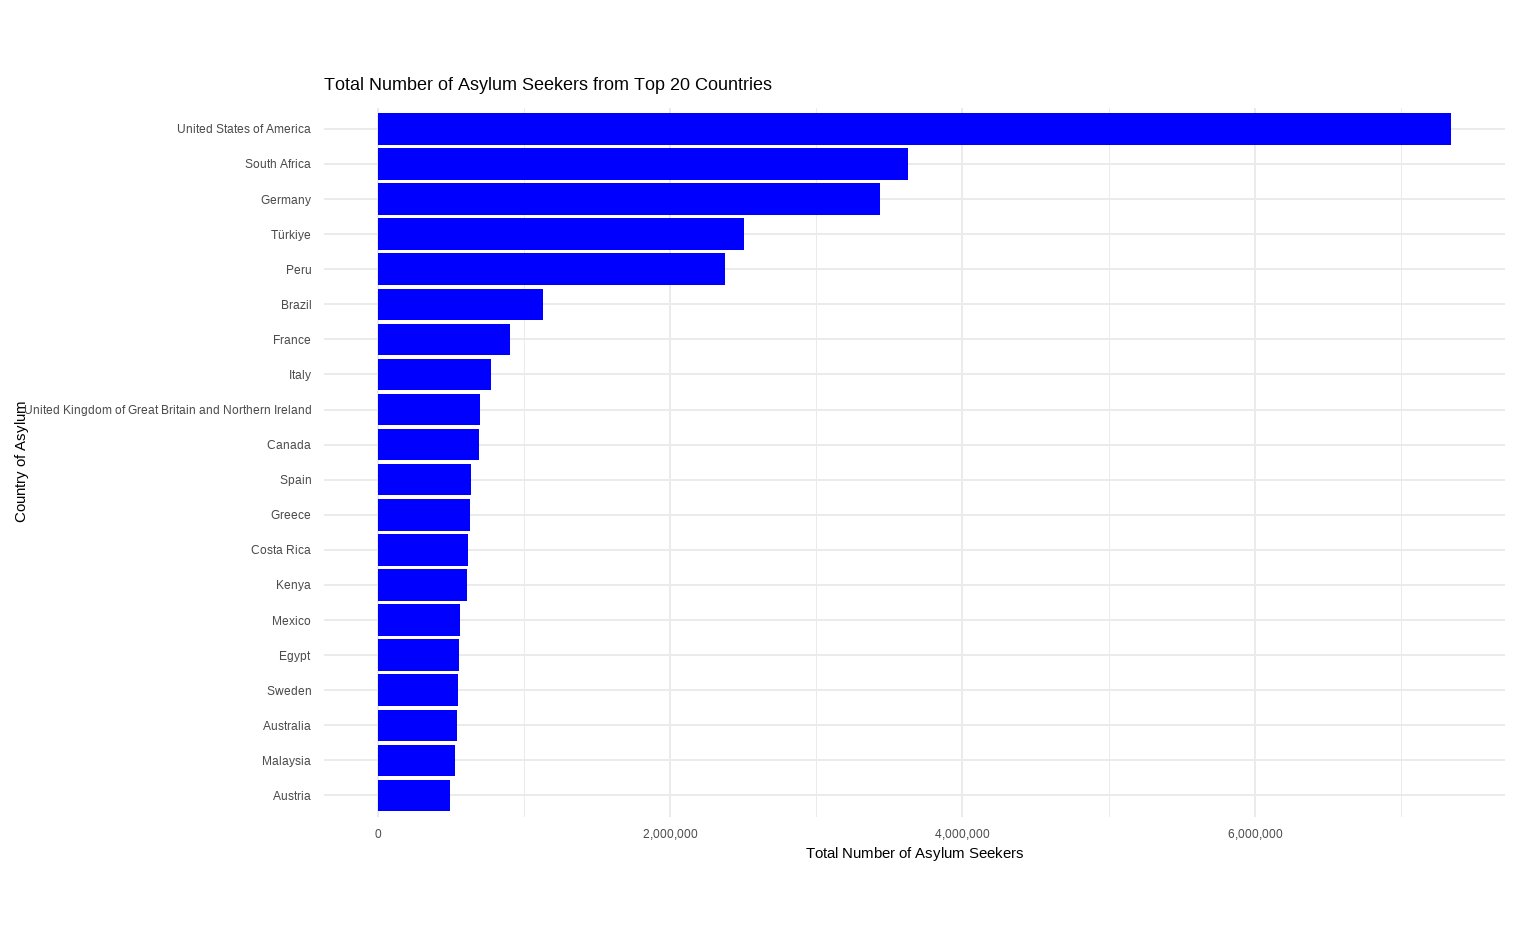 Total Number of Asylum Seekers from Top 20 Countries
Country of Asylum
United States of America
South Africa
Germany
Türkiye
Peru
Brazil
France
Italy
United Kingdom of Great Britain and Northern Ireland
Canada
Spain
Greece
Costa Rica
Kenya
Mexico
Egypt
Sweden
Australia
Malaysia
Austria
0 2,000,000 4,000,000 6,000,000
Total Number of Asylum Seekers